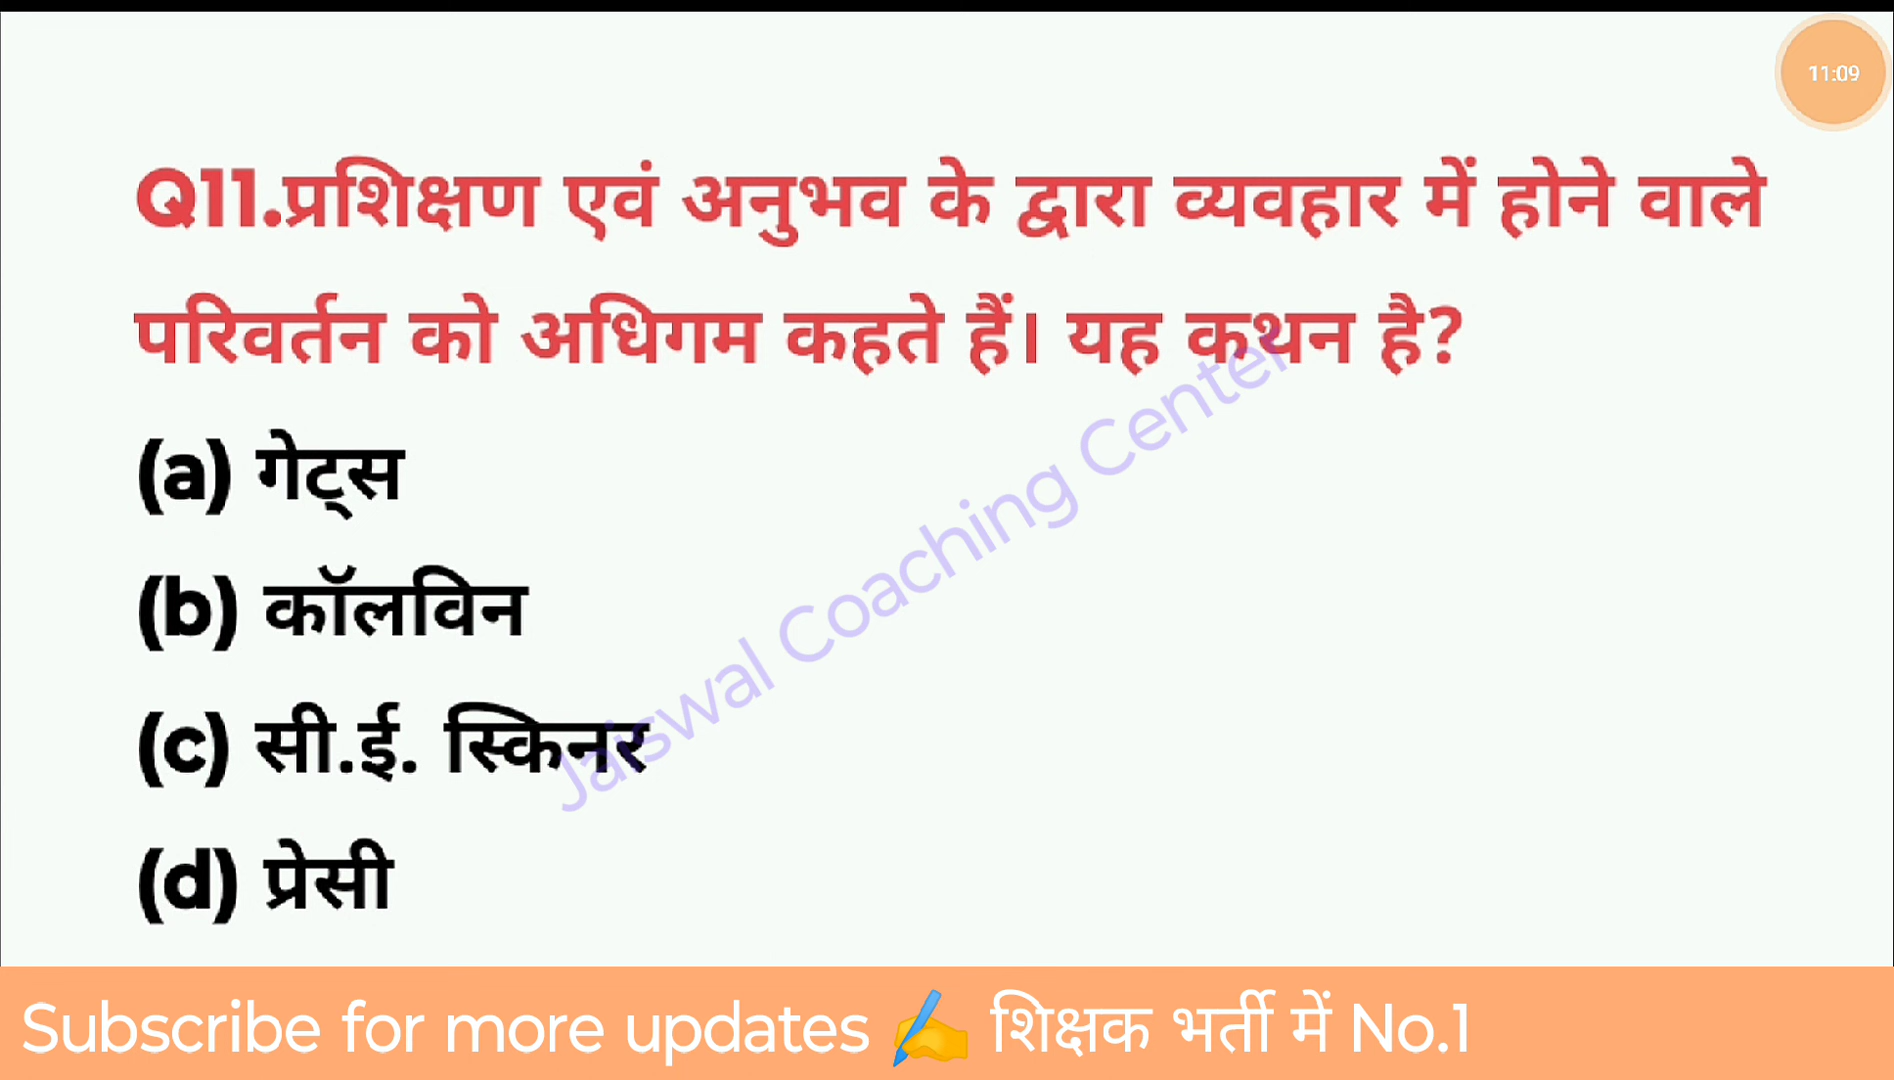 11:09
Q11.प्रशिक्षण एवं अनुभव के द्वारा व्यवहार में होने वाले
परिवर्तन को अधिगम कहते हैं। यह कथन है?
(a) गेट्स
(b) कॉलविन
(c) सी.ई. स्किनर
(d) प्रेसी
Jaiswal Coaching Center
Subscribe for more updates ✍️ शिक्षक भर्ती में No.1